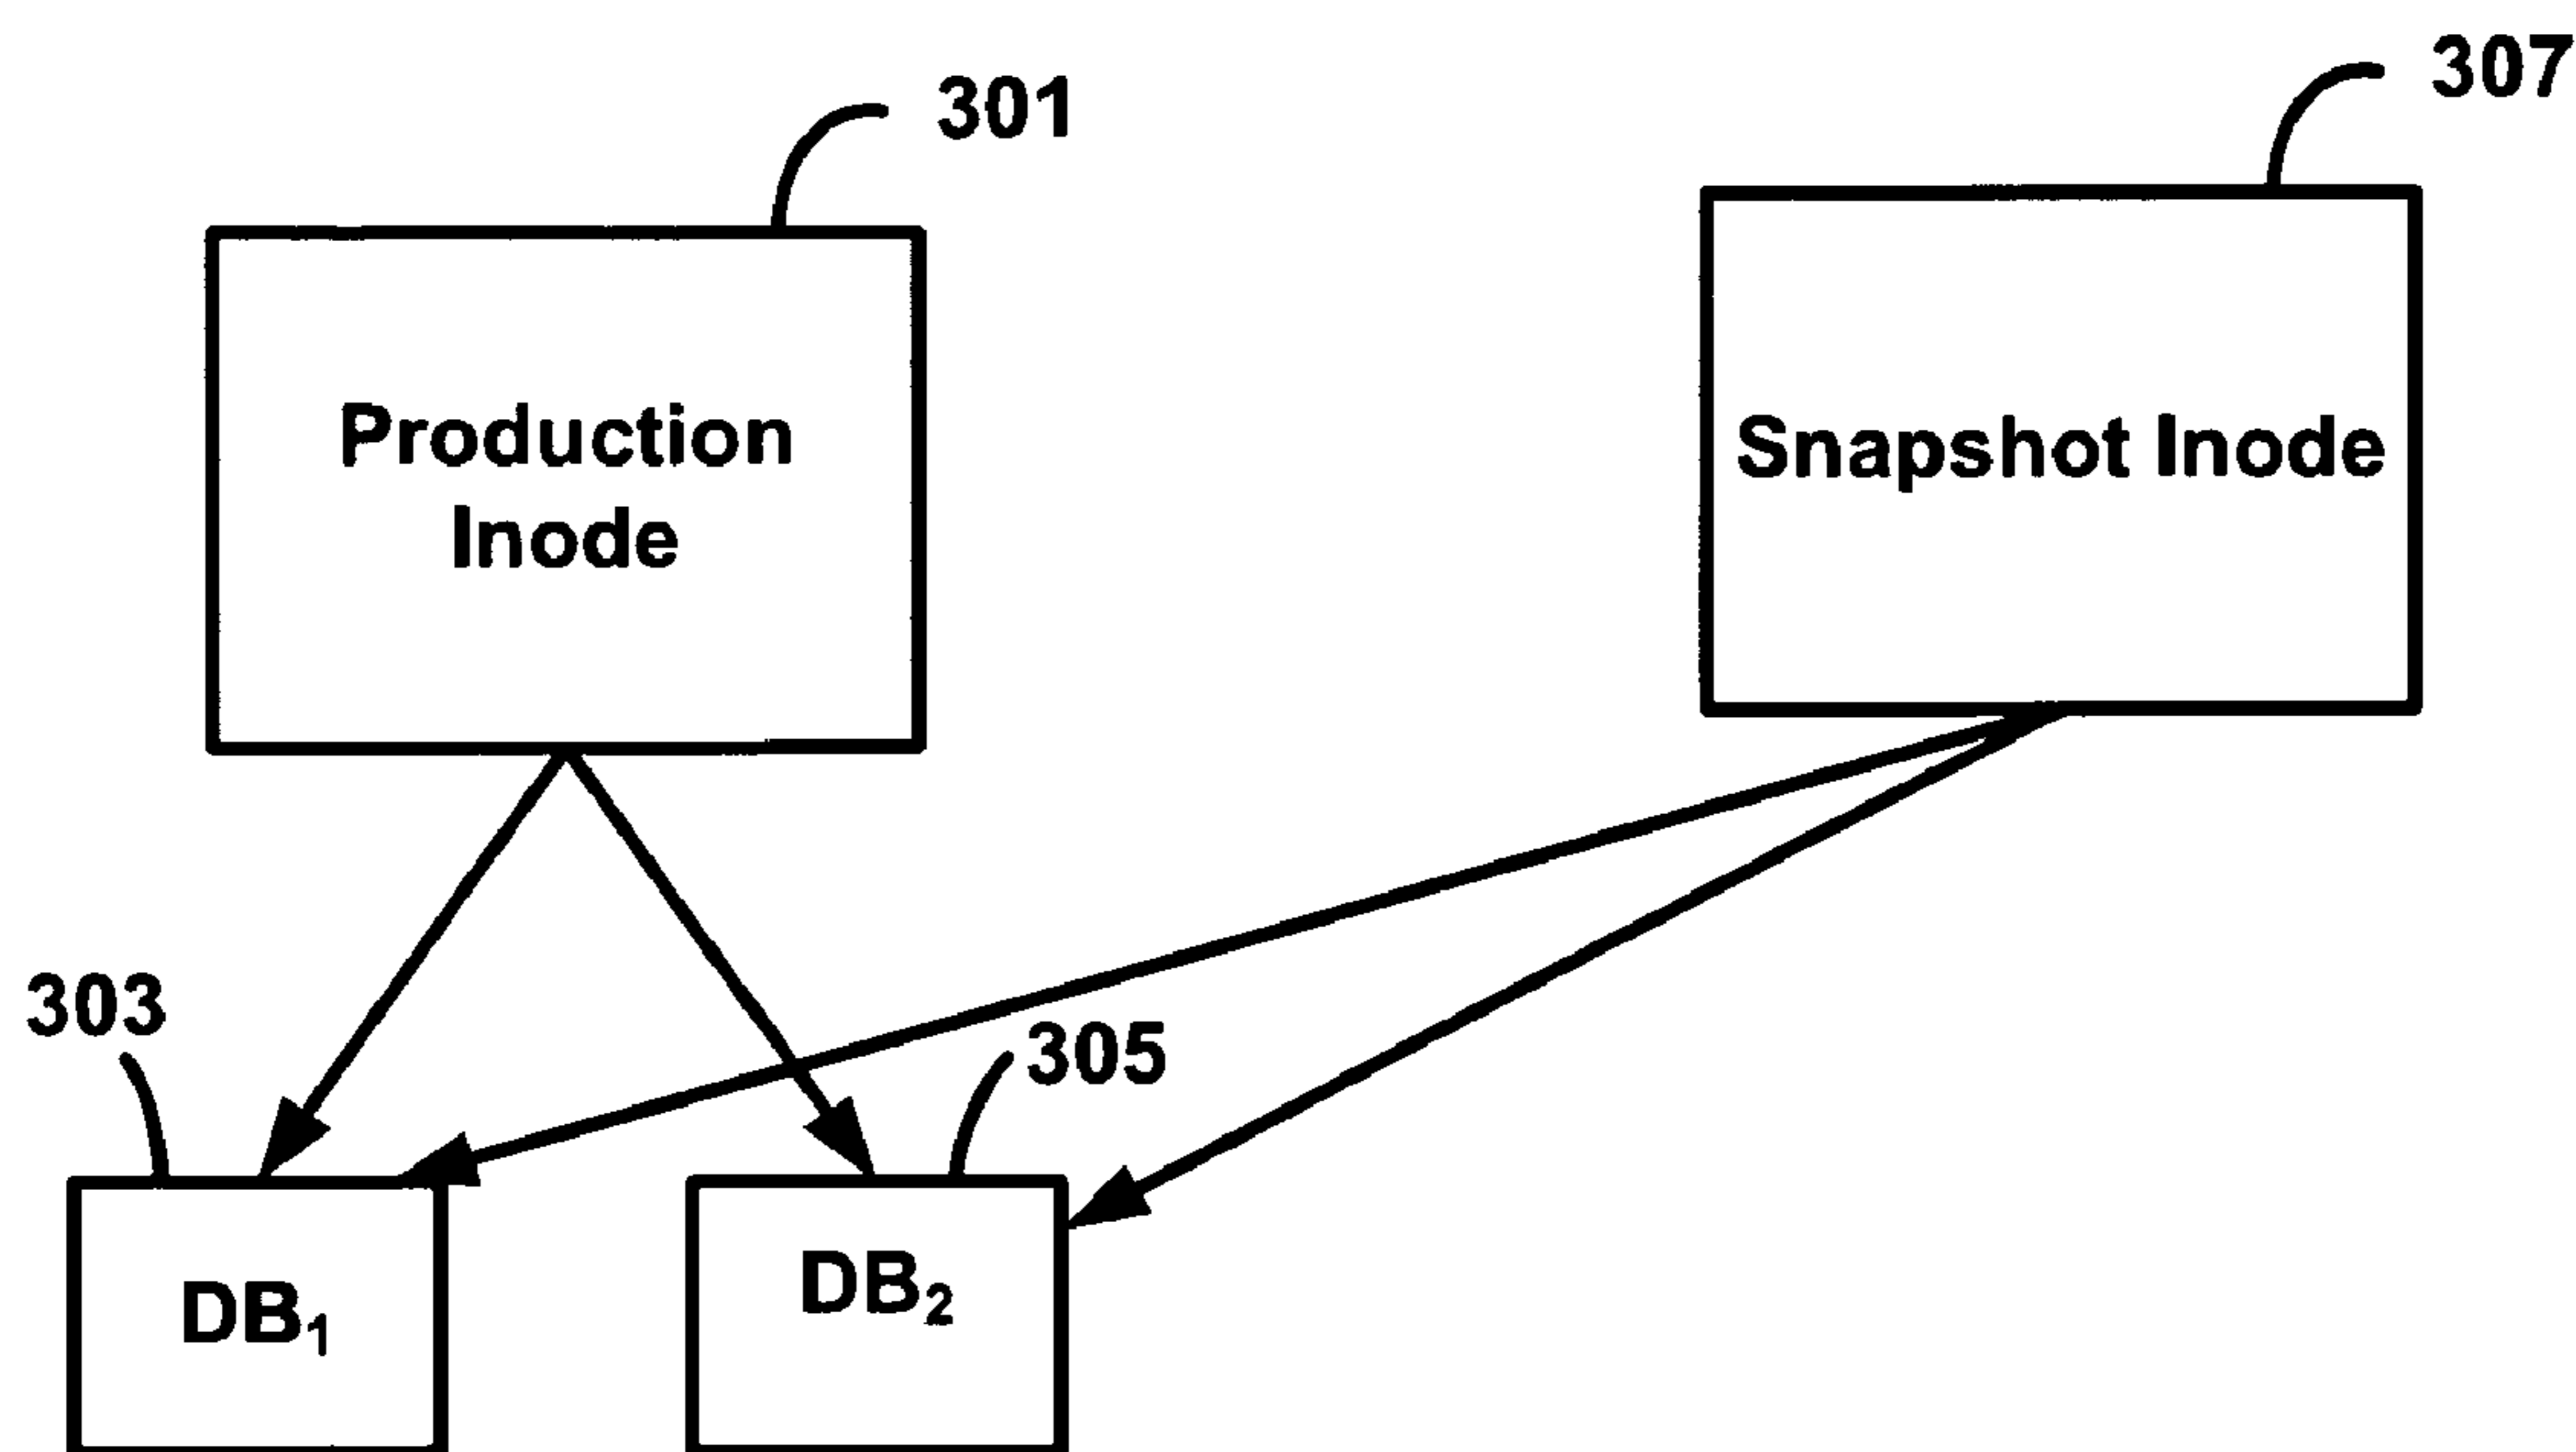 301
307
Production
Inode
Snapshot Inode
303
305
DB₁
DB₂